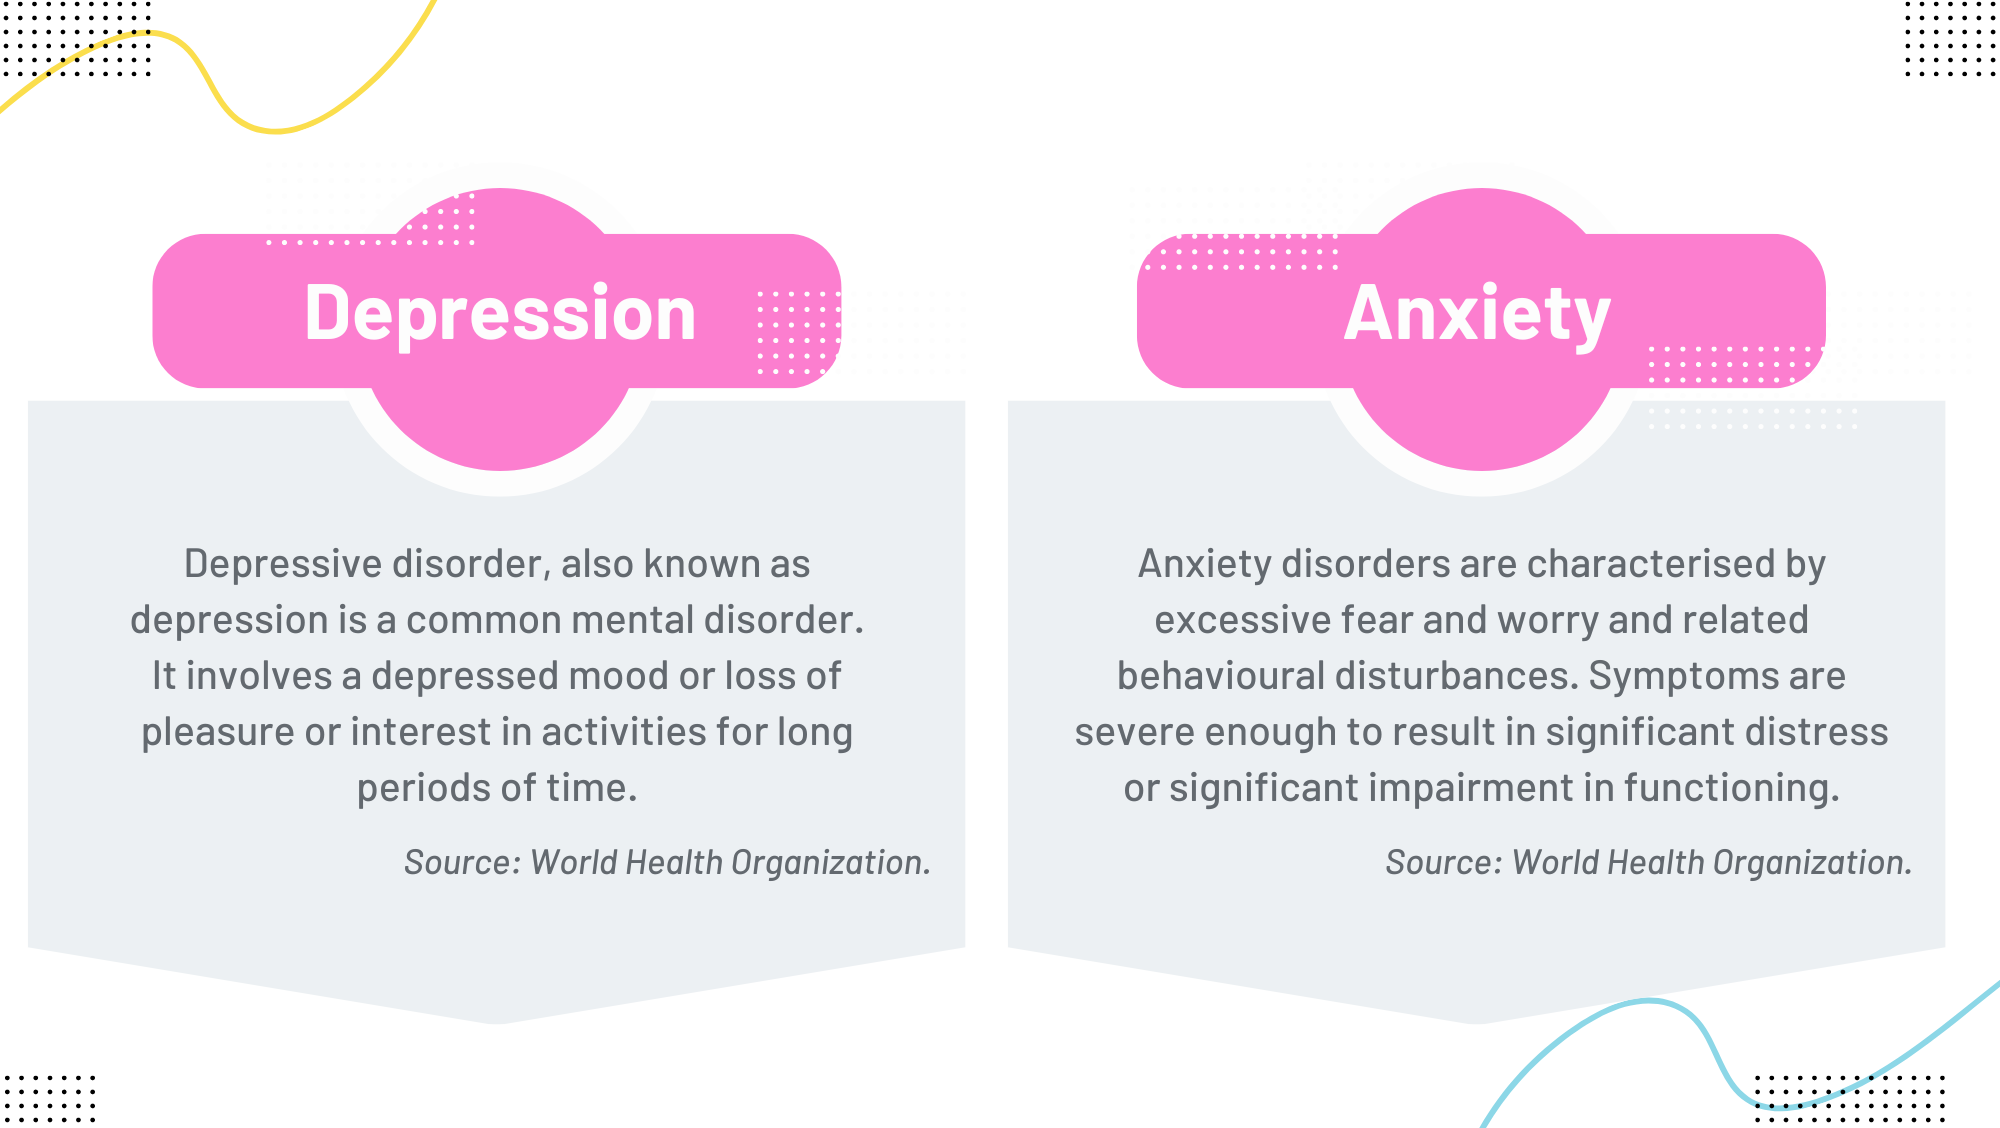 Depression
Depressive disorder, also known as
depression is a common mental disorder.
It involves a depressed mood or loss of
pleasure or interest in activities for long
periods of time.
Source: World Health Organization.
Anxiety
Anxiety disorders are characterised by
excessive fear and worry and related
behavioural disturbances. Symptoms are
severe enough to result in significant distress
or significant impairment in functioning.
Source: World Health Organization.